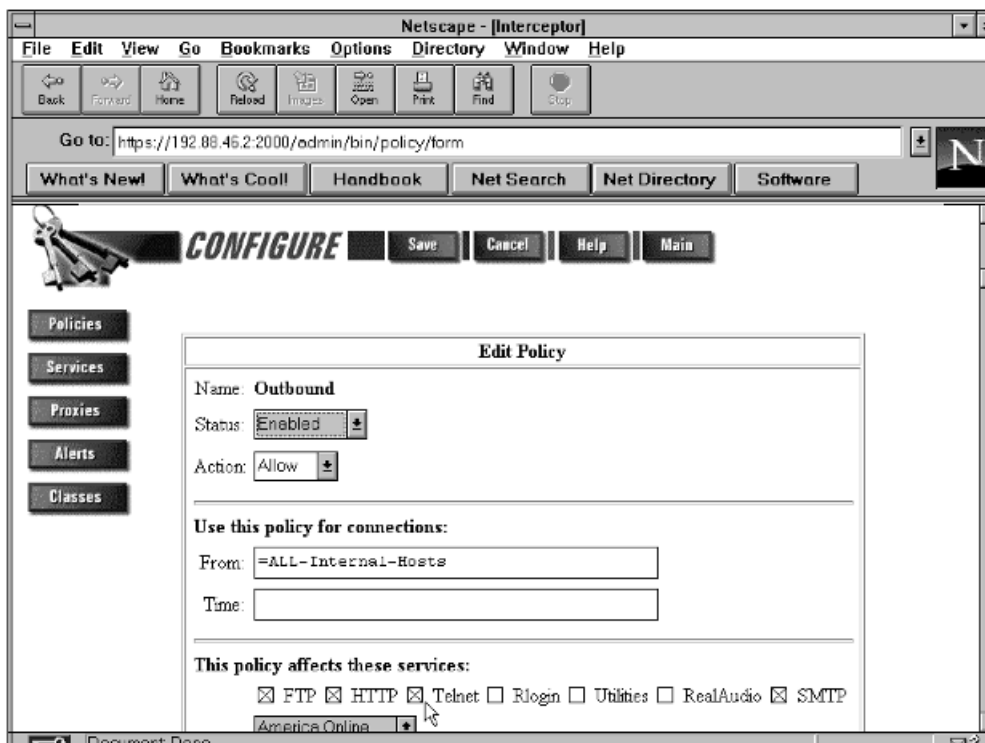 Netscape - [Interceptor]
File Edit View Go Bookmarks Options Directory Window Help
Back Forward Home Reload Images Open Print Find Stop
Go to: https://192.88.46.2:2000/admin/bin/policy/form
What's New! What's Cool! Handbook Net Search Net Directory Software
N
CONFIGURE Save Cancel Help Main
Policies
Services
Proxies
Alerts
Classes
Edit Policy
Name: Outbound
Status: Enabled
Action: Allow
Use this policy for connections:
From: =ALL-Internal-Hosts
Time:
This policy affects these services:
FTP HTTP Telnet Rlogin Utilities RealAudio SMTP
America Online
Document Done